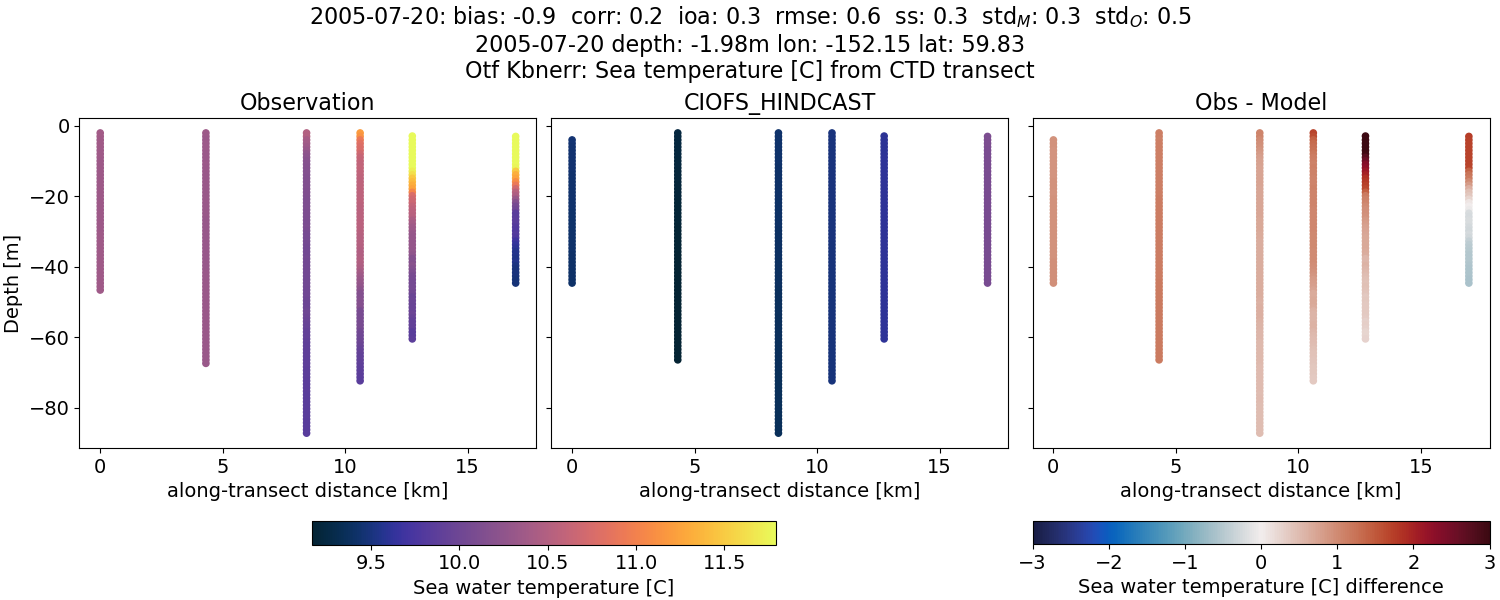 2005-07-20: bias: -0.9  corr: 0.2  ioa: 0.3  rmse: 0.6  ss: 0.3  std_M: 0.3  std_O: 0.5
2005-07-20 depth: -1.98m lon: -152.15 lat: 59.83
Otf Kbnerr: Sea temperature [C] from CTD transect
Observation
CIOFS_HINDCAST
Obs - Model
Depth [m]
0
−20
−40
−60
−80
0 5 10 15
0 5 10 15
0 5 10 15
along-transect distance [km]
along-transect distance [km]
along-transect distance [km]
9.5 10.0 10.5 11.0 11.5
Sea water temperature [C]
−3 −2 −1 0 1 2 3
Sea water temperature [C] difference